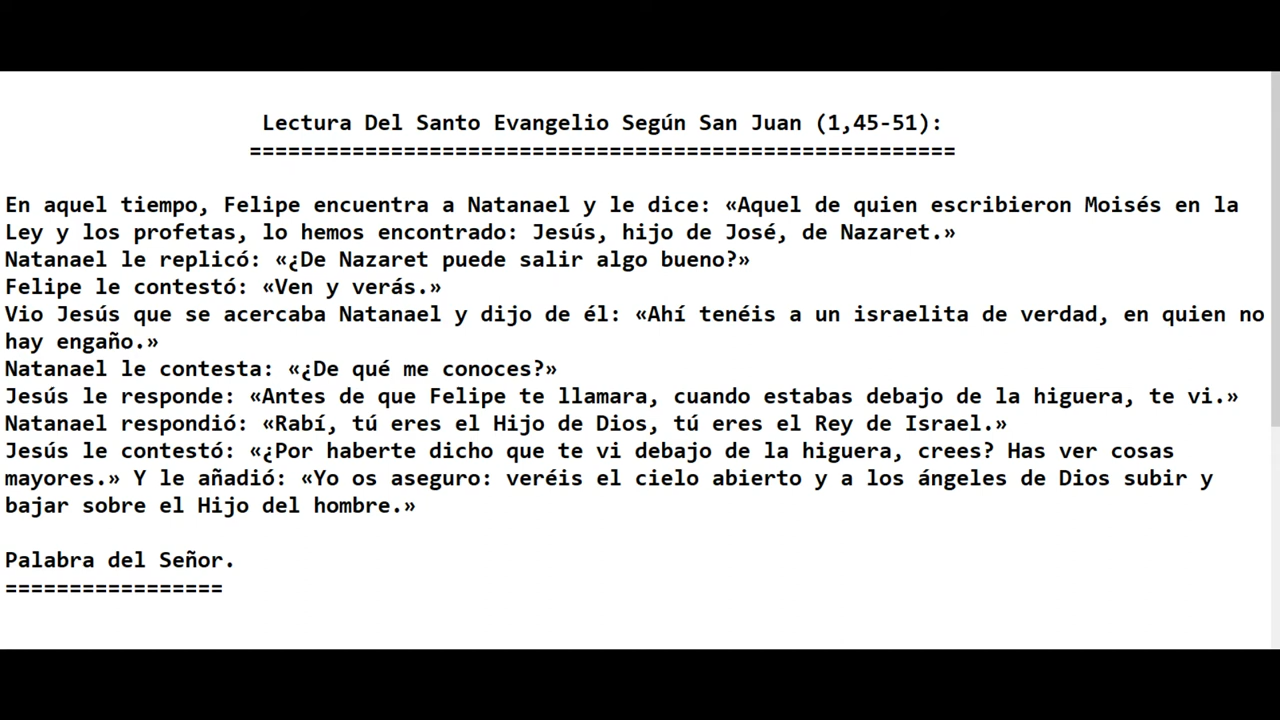 Lectura Del Santo Evangelio Según San Juan (1,45-51):
=======================================================
En aquel tiempo, Felipe encuentra a Natanael y le dice: «Aquel de quien escribieron Moisés en la
Ley y los profetas, lo hemos encontrado: Jesús, hijo de José, de Nazaret.»
Natanael le replicó: «¿De Nazaret puede salir algo bueno?»
Felipe le contestó: «Ven y verás.»
Vio Jesús que se acercaba Natanael y dijo de él: «Ahí tenéis a un israelita de verdad, en quien no
hay engaño.»
Natanael le contesta: «¿De qué me conoces?»
Jesús le responde: «Antes de que Felipe te llamara, cuando estabas debajo de la higuera, te vi.»
Natanael respondió: «Rabí, tú eres el Hijo de Dios, tú eres el Rey de Israel.»
Jesús le contestó: «¿Por haberte dicho que te vi debajo de la higuera, crees? Has ver cosas
mayores.» Y le añadió: «Yo os aseguro: veréis el cielo abierto y a los ángeles de Dios subir y
bajar sobre el Hijo del hombre.»
Palabra del Señor.
=================